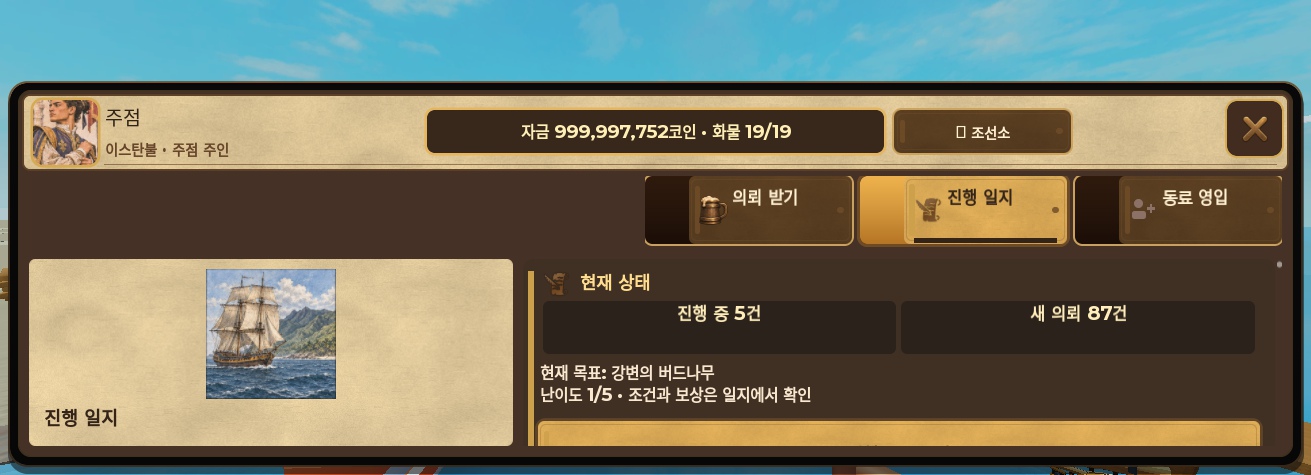 주점
이스탄불 • 주점 주인
자금 999,997,752코인 • 화물 19/19
조선소
의뢰 받기
진행 일지
동료 영입
진행 일지
현재 상태
진행 중 5건
새 의뢰 87건
현재 목표: 강변의 버드나무
난이도 1/5 • 조건과 보상은 일지에서 확인